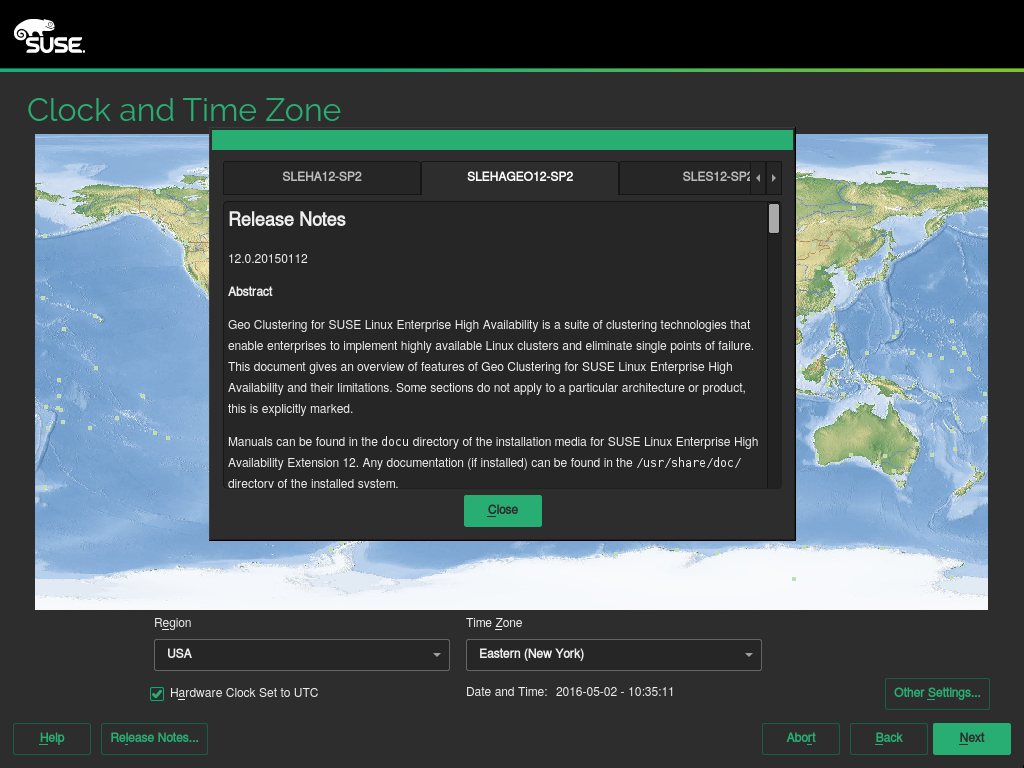 SUSE.
Clock and Time Zone
SLEHA12-SP2
SLEHAGEO12-SP2
SLES12-SP2
Release Notes
12.0.20150112
Abstract
Geo Clustering for SUSE Linux Enterprise High Availability is a suite of clustering technologies that
enable enterprises to implement highly available Linux clusters and eliminate single points of failure.
This document gives an overview of features of Geo Clustering for SUSE Linux Enterprise High
Availability and their limitations. Some sections do not apply to a particular architecture or product,
this is explicitly marked.
Manuals can be found in the docu directory of the installation media for SUSE Linux Enterprise High
Availability Extension 12. Any documentation (if installed) can be found in the /usr/share/doc/
directory of the installed system.
Close
Region
Time Zone
USA
Eastern (New York)
Hardware Clock Set to UTC
Date and Time: 2016-05-02 - 10:35:11
Other Settings...
Help
Release Notes...
Abort
Back
Next